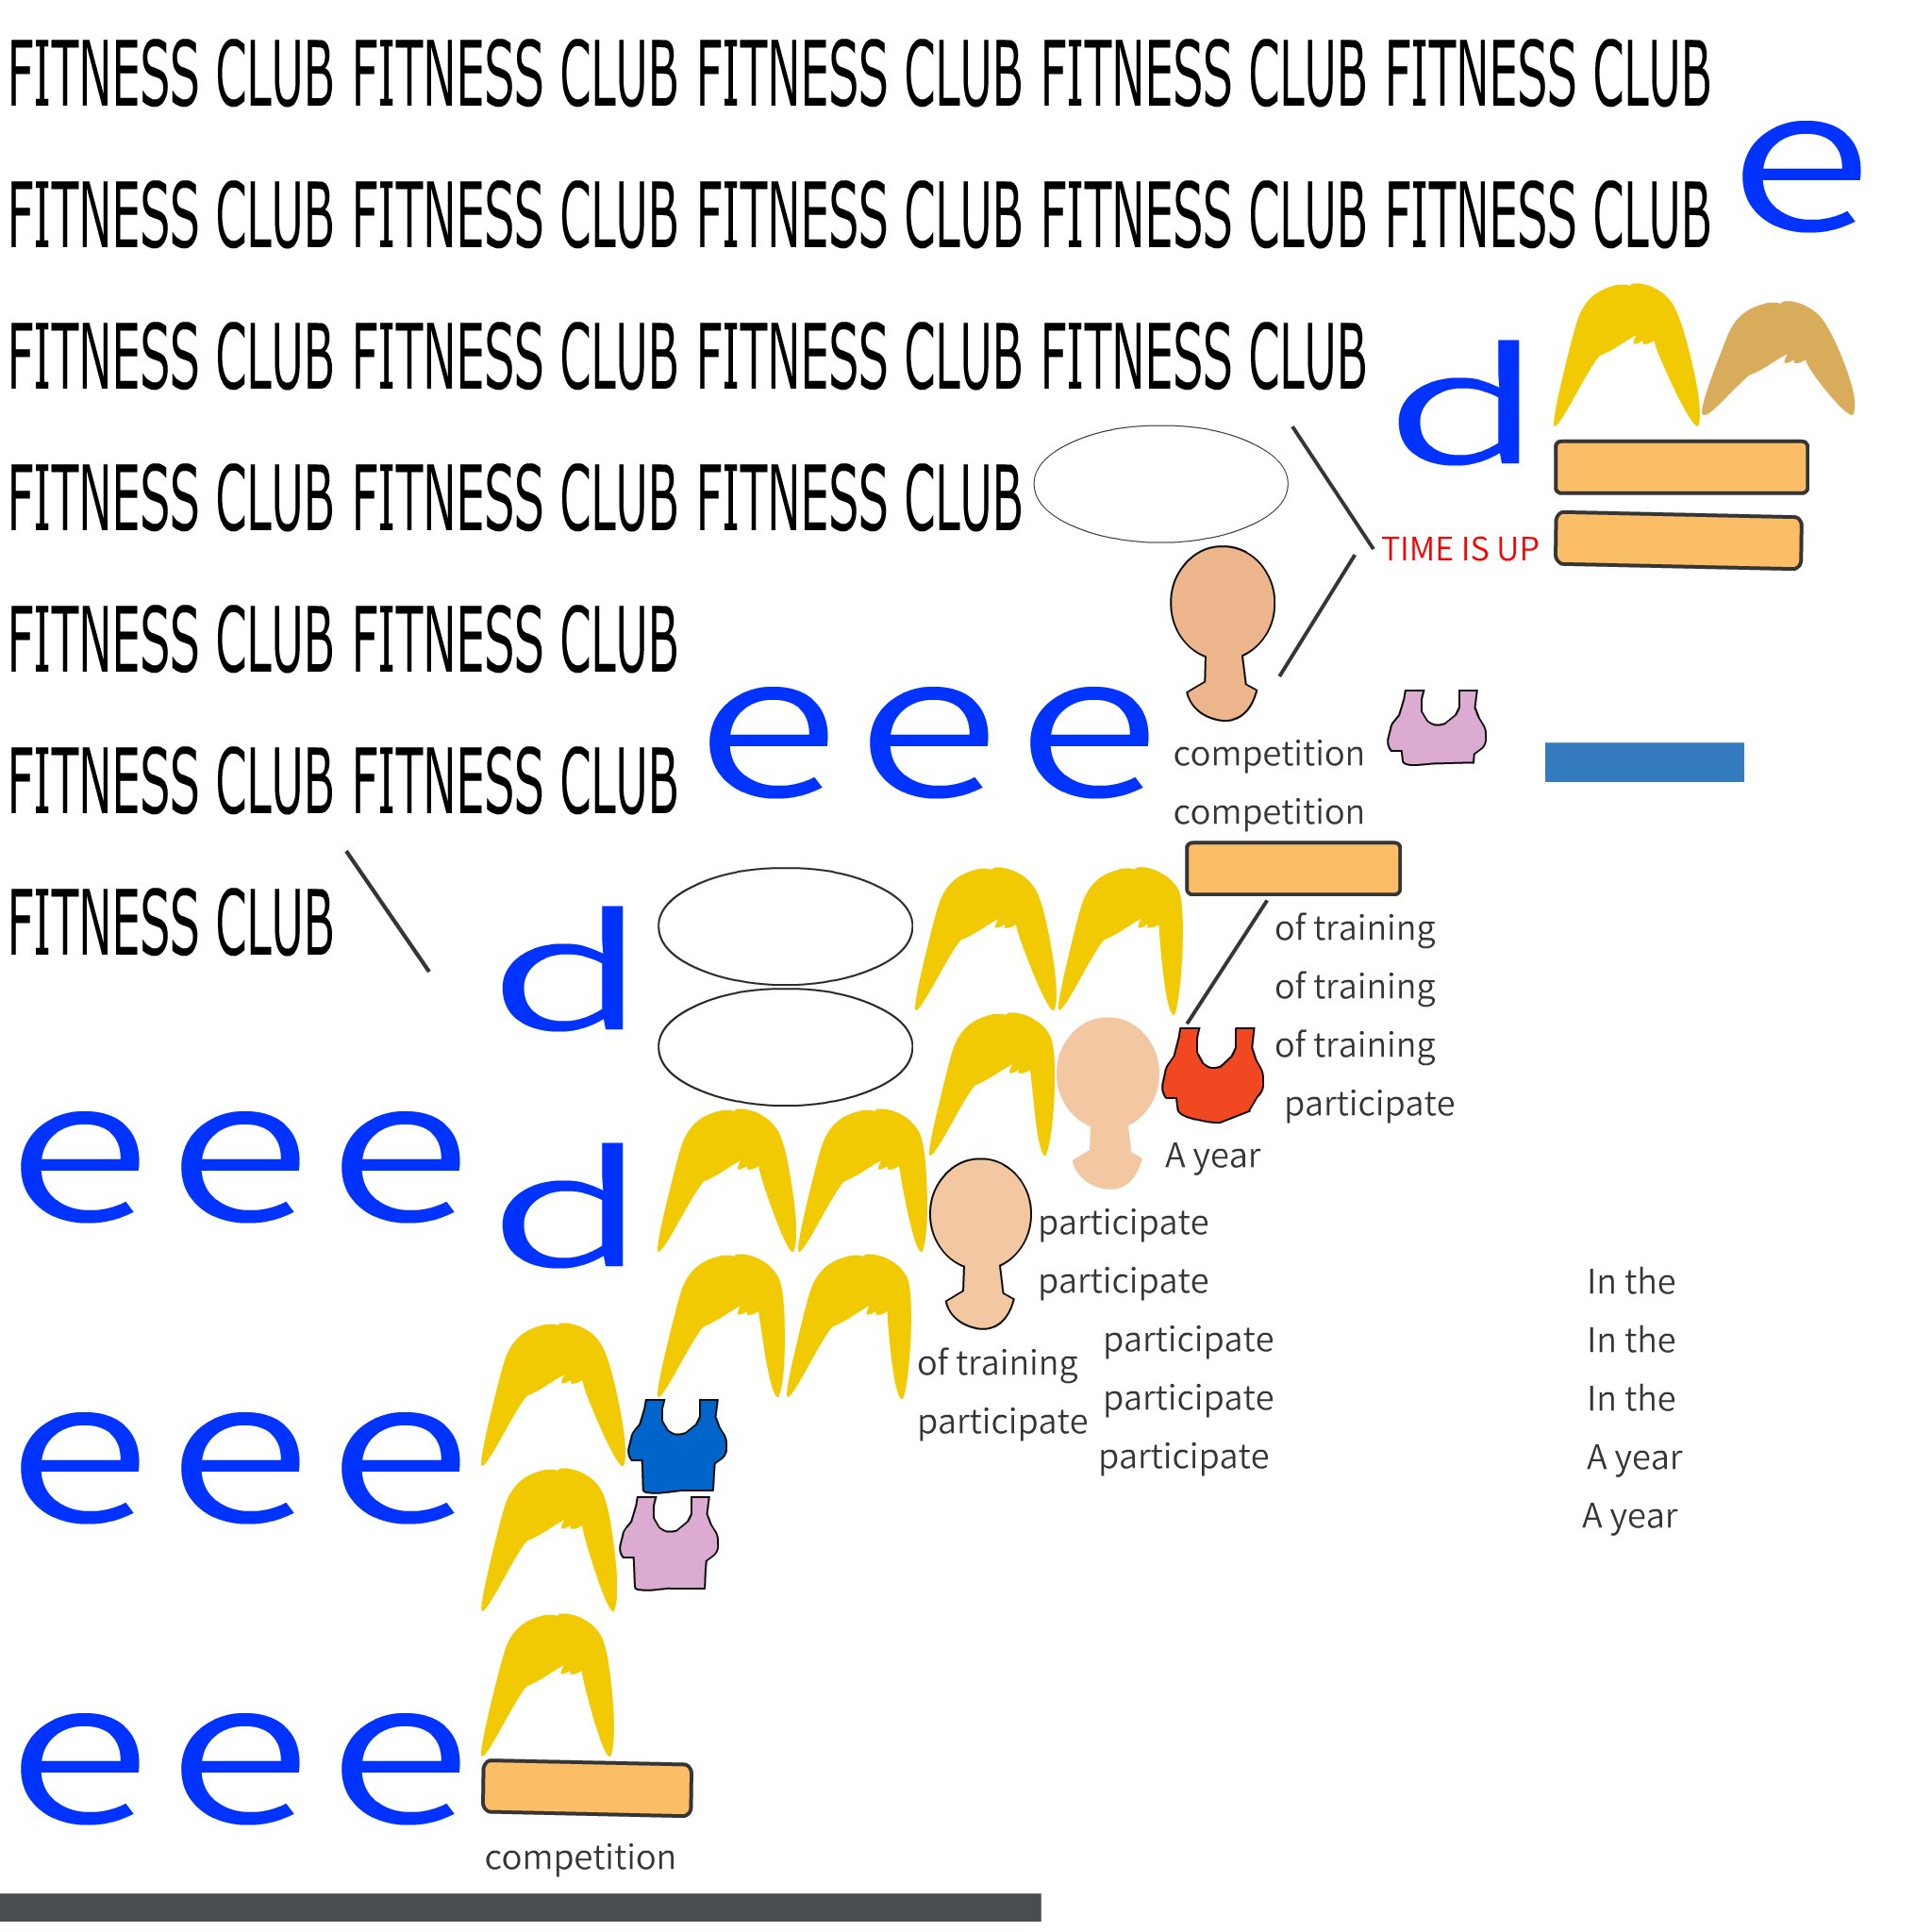 FITNESS CLUB FITNESS CLUB FITNESS CLUB FITNESS CLUB FITNESS CLUB
e
FITNESS CLUB FITNESS CLUB FITNESS CLUB FITNESS CLUB FITNESS CLUB
FITNESS CLUB FITNESS CLUB FITNESS CLUB FITNESS CLUB
d
FITNESS CLUB FITNESS CLUB FITNESS CLUB
TIME IS UP
FITNESS CLUB FITNESS CLUB
e e e
competition
FITNESS CLUB FITNESS CLUB
competition
FITNESS CLUB
of training
d
of training
of training
participate
A year
e e e
d
participate
participate
In the
participate
In the
of training
participate
In the
participate
participate
A year
e e e
A year
e e e
competition